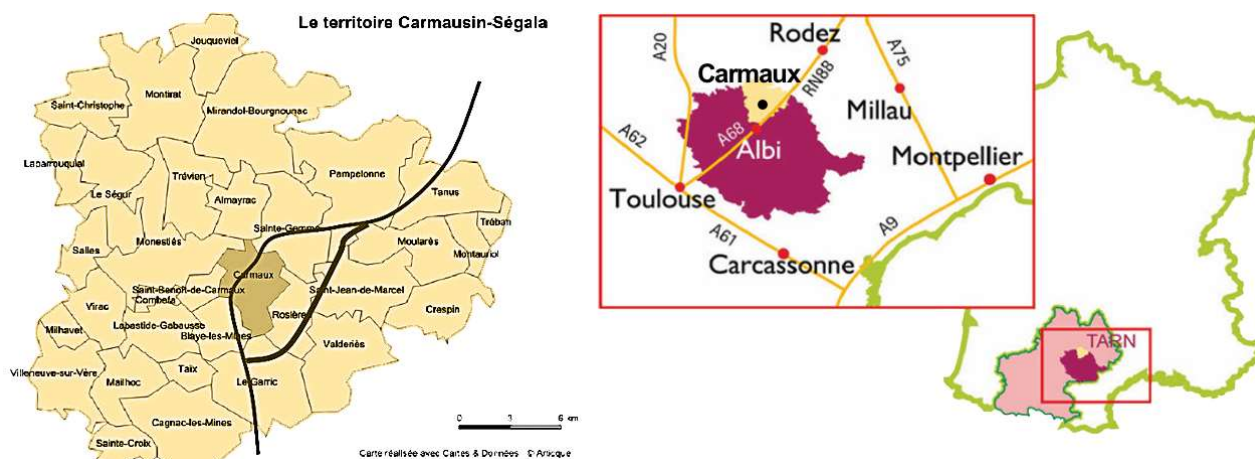 Le territoire Carmausin-Ségala
Jouqueviel
Montirat
Saint-Christophe
Mirandol-Bourgnounac
Laparrouquial
Le Ségur
Trévien
Almayrac
Pampelonne
Tanus
Tréban
Sainte-Gemme
Moularès
Montauriol
Monestiés
Salles
Carmaux
Saint-Benoît-de-Carmaux
Combefa
Saint-Jean-de-Marcel
Crespin
Virac
Rosières
Labastide-Gabausse
Blaye-les-Mines
Valderiès
Milhavet
Villeneuve-sur-Vère
Mailhoc
Taïx
Le Garric
Cagnac-les-Mines
Sainte-Croix
0 3 6 km
Carte réalisée avec Cartes & Données © Articque
A20
Rodez
A75
Carmaux
RN88
Millau
A62
A68
Albi
Montpellier
Toulouse
A61
A9
Carcassonne
TARN